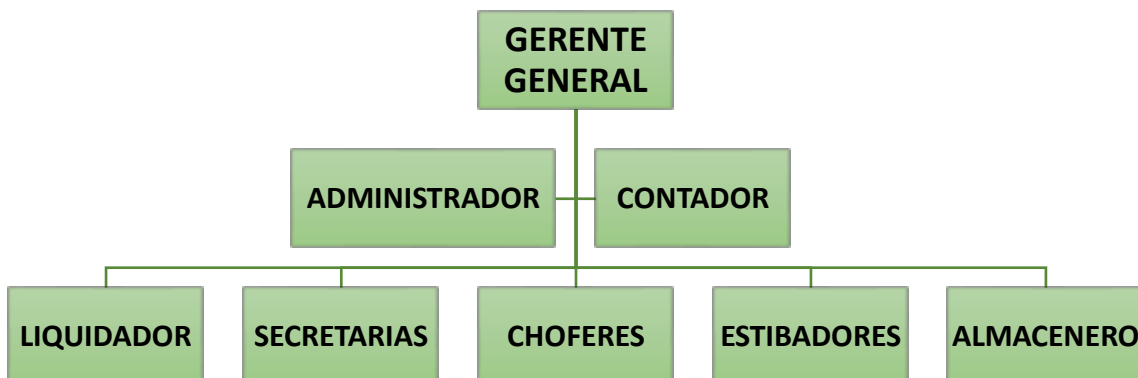 GERENTE
GENERAL
ADMINISTRADOR
CONTADOR
LIQUIDADOR
SECRETARIAS
CHOFERES
ESTIBADORES
ALMACENERO